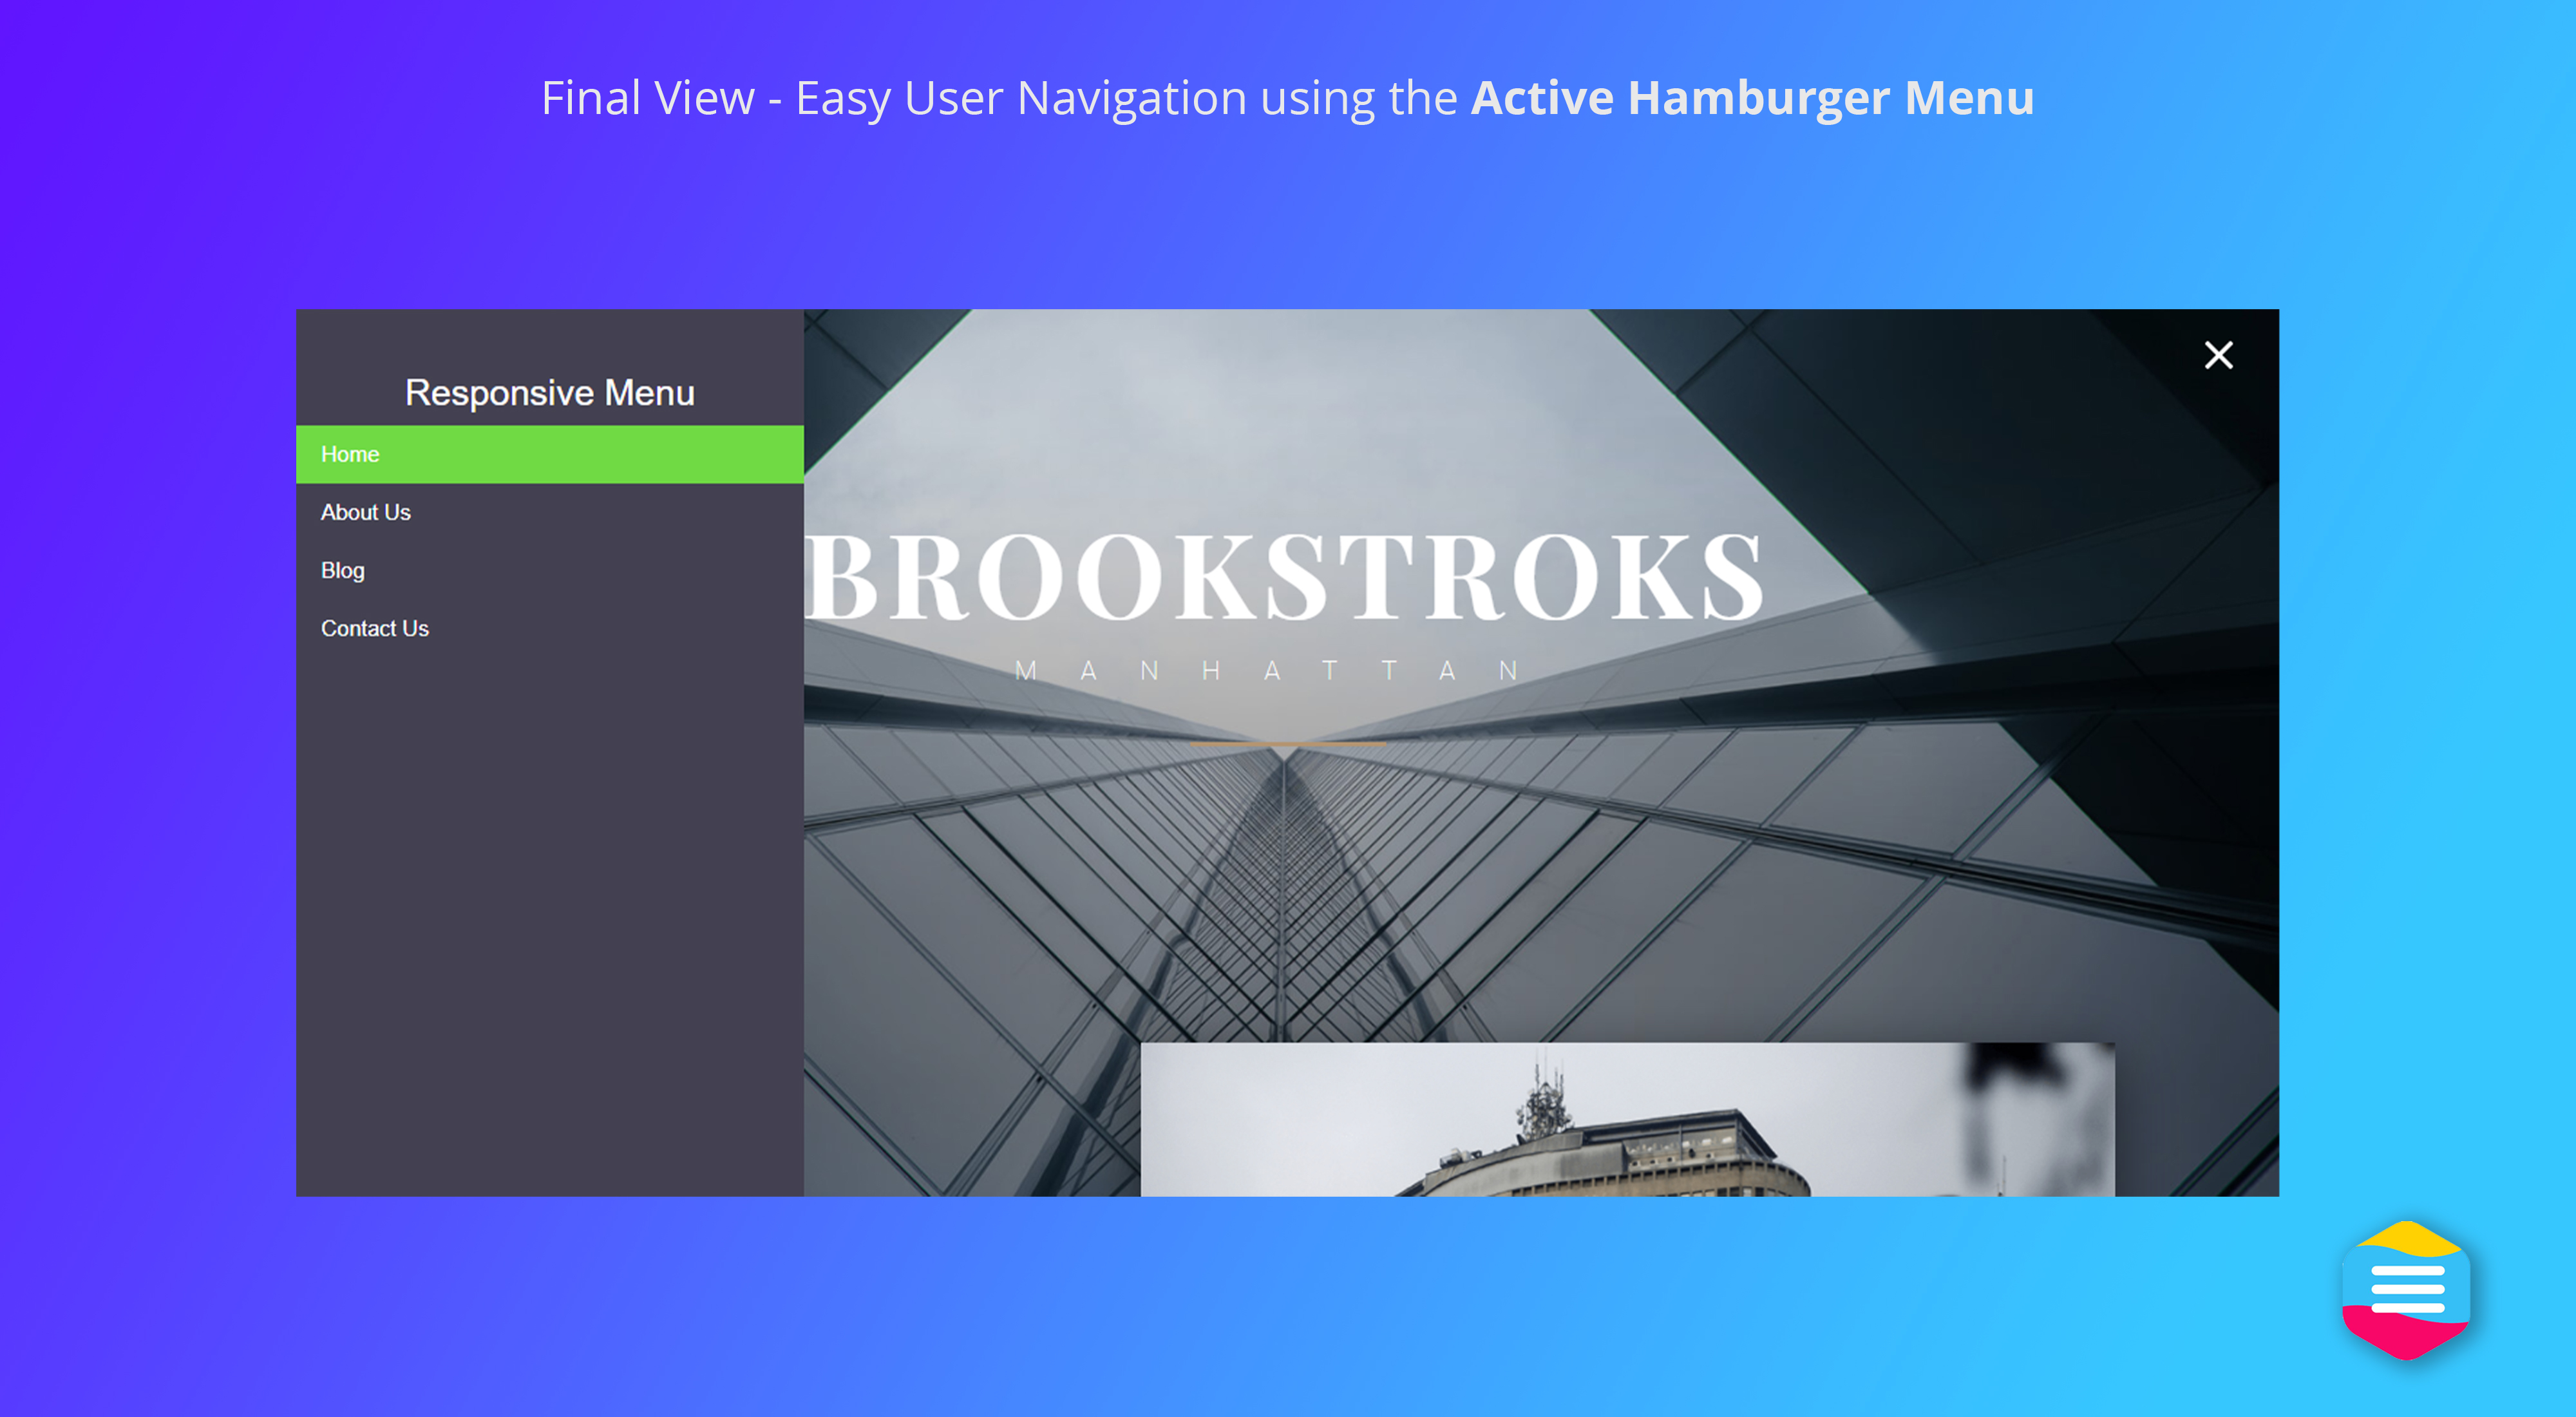 Final View - Easy User Navigation using the Active Hamburger Menu
Responsive Menu
Home
About Us
Blog
Contact Us
BROOKSTROKS
MANHATTAN